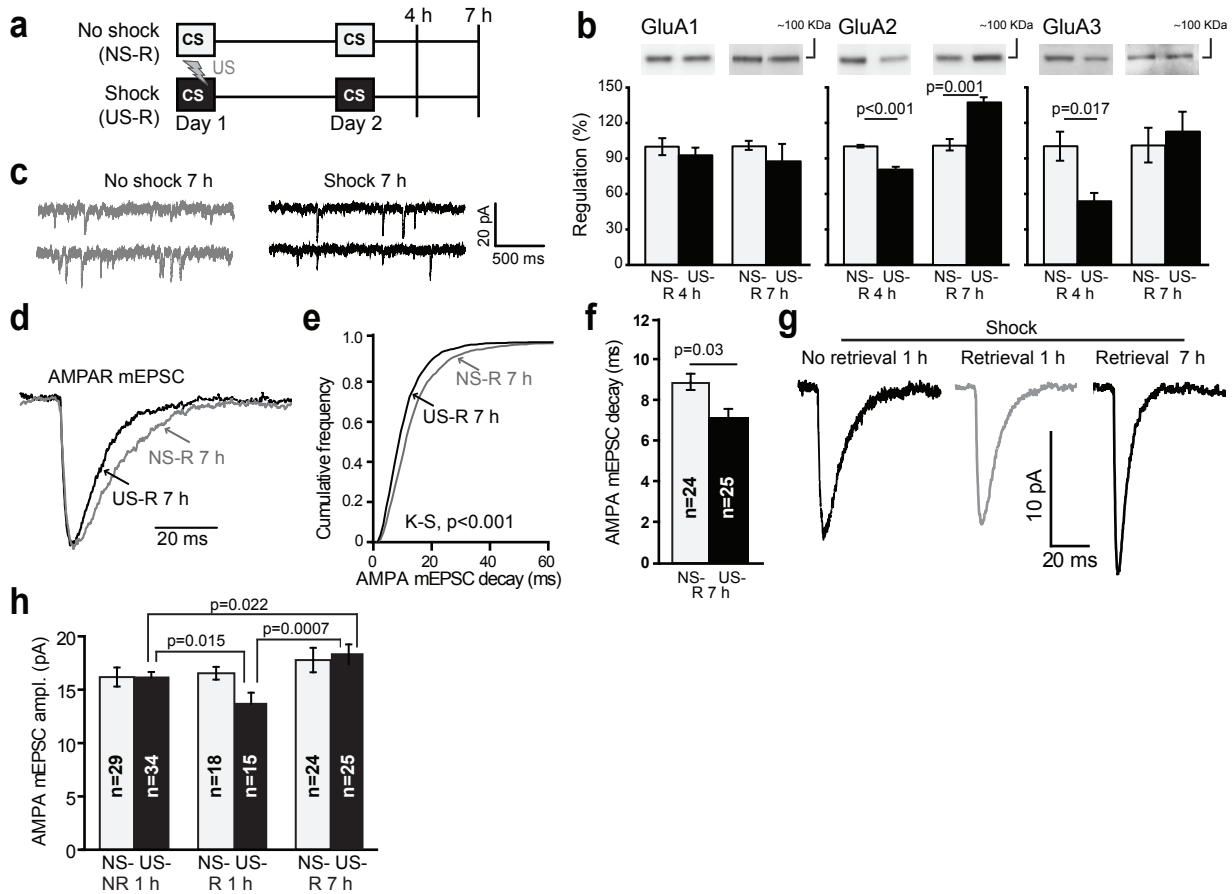 a
No shock
(NS-R)
CS
CS
4 h
7 h
US
Shock
(US-R)
CS
CS
Day 1
Day 2
b
GluA1
~100 KDa
GluA2
~100 KDa
GluA3
~100 KDa
Regulation (%)
150
120
90
60
30
0
p<0.001
p=0.001
p=0.017
NS- US-
R 4 h
NS- US-
R 7 h
NS- US-
R 4 h
NS- US-
R 7 h
NS- US-
R 4 h
NS- US-
R 7 h
c
No shock 7 h
Shock 7 h
20 pA
500 ms
d
AMPAR mEPSC
NS-R 7 h
US-R 7 h
20 ms
e
Cumulative frequency
1.0
0.8
0.6
0.4
0.2
0.0
NS-R 7 h
US-R 7 h
K-S, p<0.001
0
20
40
60
AMPA mEPSC decay (ms)
f
AMPA mEPSC decay (ms)
12
10
8
6
4
2
0
p=0.03
n=24
n=25
NS- US-
R 7 h
g
Shock
No retrieval 1 h
Retrieval 1 h
Retrieval 7 h
10 pA
20 ms
h
AMPA mEPSC ampl. (pA)
20
15
10
5
0
p=0.022
p=0.015
p=0.0007
n=29
n=34
n=18
n=15
n=24
n=25
NS- US-
NR 1 h
NS- US-
R 1 h
NS- US-
R 7 h